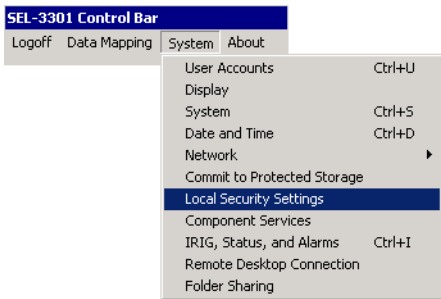 SEL-3301 Control Bar
Logoff Data Mapping System About
User Accounts Ctrl+U
Display
System Ctrl+S
Date and Time Ctrl+D
Network
Commit to Protected Storage
Local Security Settings
Component Services
IRIG, Status, and Alarms Ctrl+I
Remote Desktop Connection
Folder Sharing